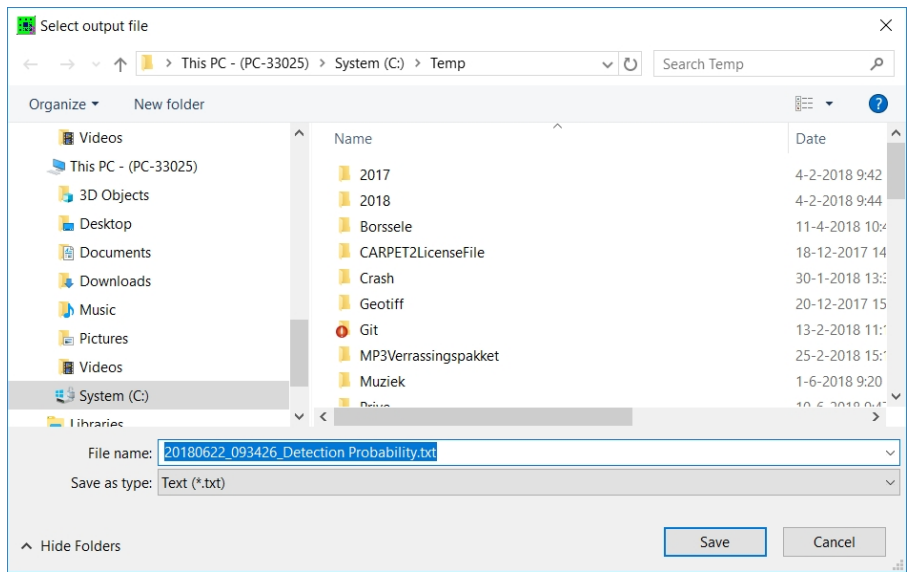 Select output file
This PC - (PC-33025) > System (C:) > Temp
Search Temp
Organize
New folder
?
Videos
This PC - (PC-33025)
3D Objects
Desktop
Documents
Downloads
Music
Pictures
Videos
System (C:)
Libraries
Name Date
2017 4-2-2018 9:42
2018 4-2-2018 9:44
Borssele 11-4-2018 10:4
CARPET2LicenseFile 18-12-2017 14
Crash 30-1-2018 13:3
Geotiff 20-12-2017 15
Git 13-2-2018 11:1
MP3Verrassingspakket 25-2-2018 15:1
Muziek 1-6-2018 9:20
File name: 20180622_093426_Detection Probability.txt
Save as type: Text (*.txt)
Hide Folders
Save
Cancel